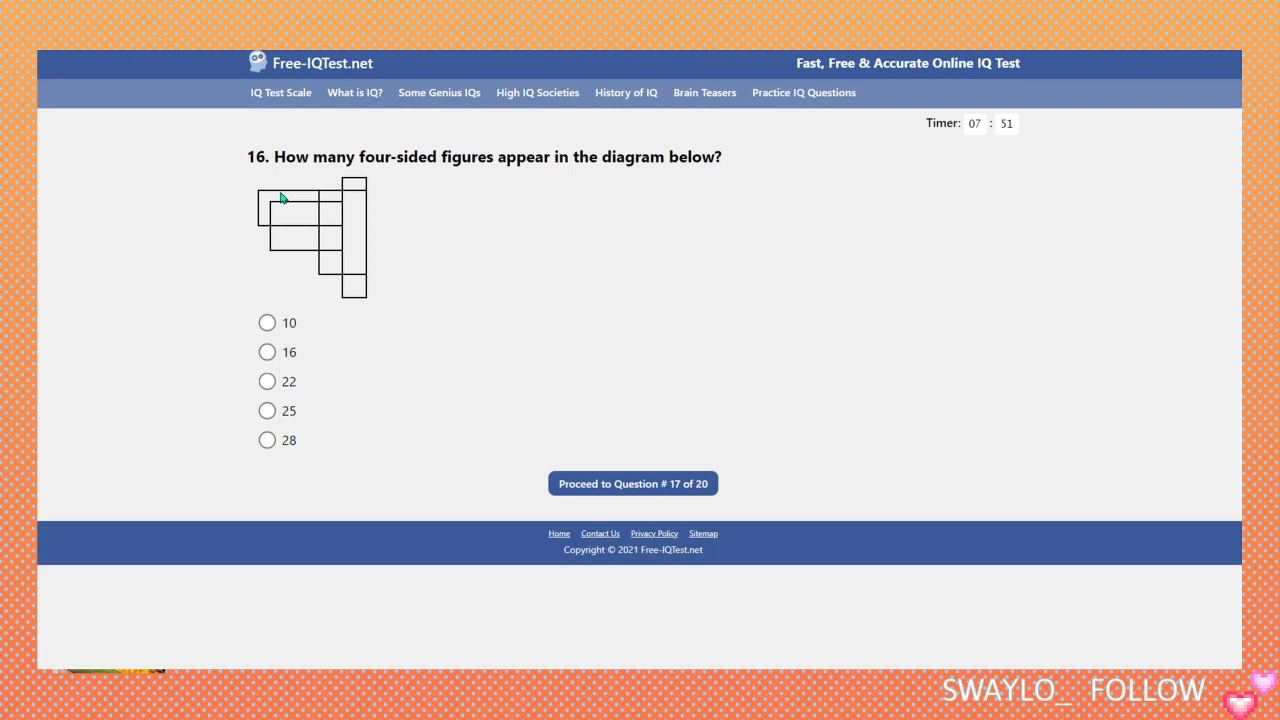 Free-IQTest.net
Fast, Free & Accurate Online IQ Test
IQ Test Scale What is IQ? Some Genius IQs High IQ Societies History of IQ Brain Teasers Practice IQ Questions
Timer: 07 : 51
16. How many four-sided figures appear in the diagram below?
10
16
22
25
28
Proceed to Question # 17 of 20
Home Contact Us Privacy Policy Sitemap
Copyright © 2021 Free-IQTest.net
SWAYLO_ FOLLOW